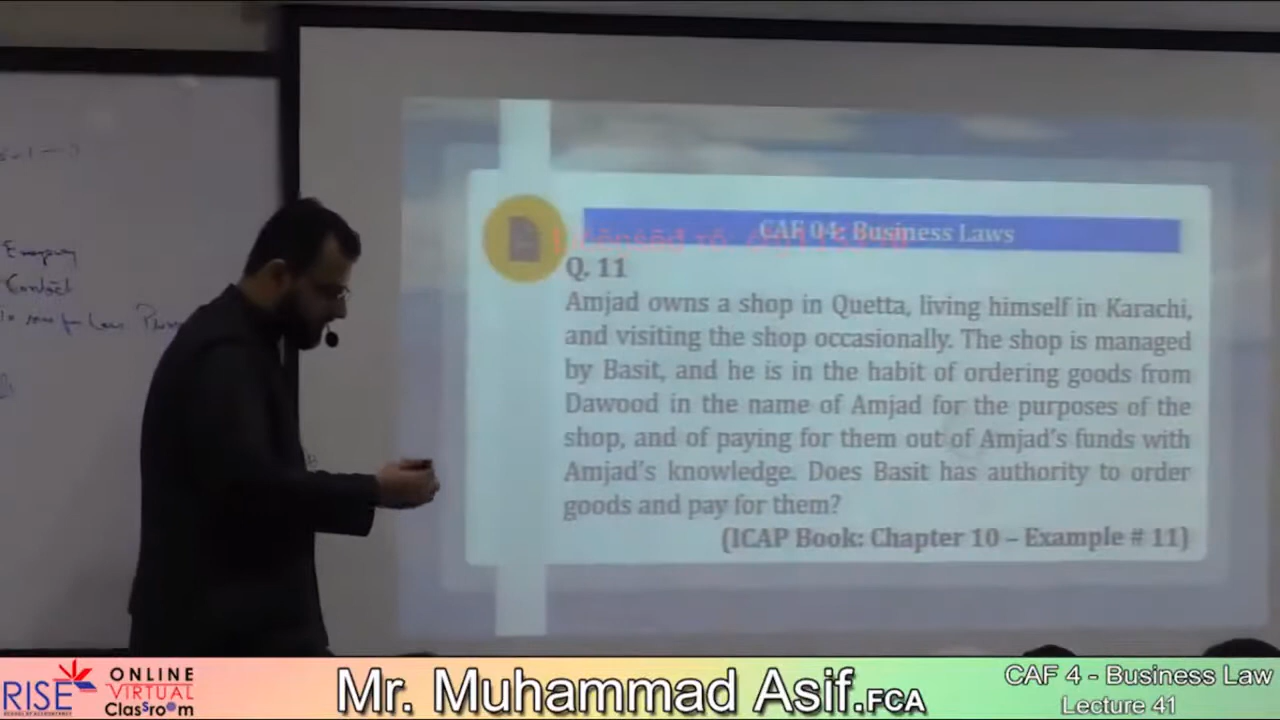 CAF 04: Business Laws
Q. 11
Amjad owns a shop in Quetta, living himself in Karachi,
and visiting the shop occasionally. The shop is managed
by Basit, and he is in the habit of ordering goods from
Dawood in the name of Amjad for the purposes of the
shop, and of paying for them out of Amjad's funds with
Amjad's knowledge. Does Basit has authority to order
goods and pay for them?
(ICAP Book: Chapter 10 – Example # 11)
RISE
ONLINE
VIRTUAL
Classroom
Mr. Muhammad Asif.FCA
CAF 4 - Business Law
Lecture 41